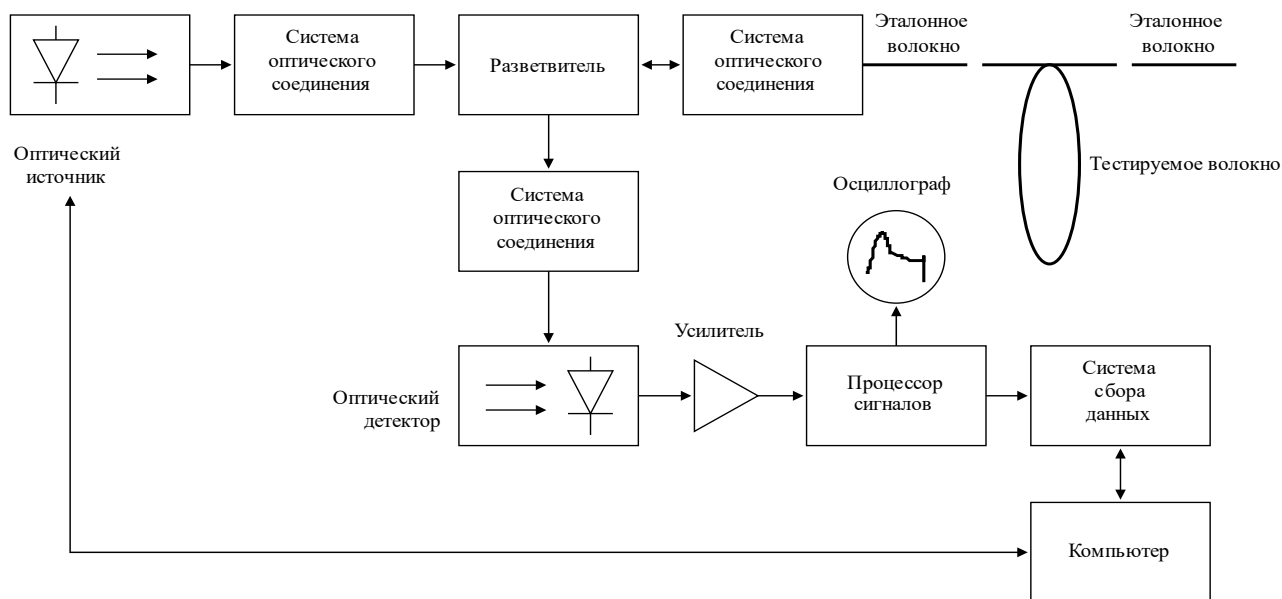 Эталонное
волокно
Эталонное
волокно
Система
оптического
соединения
Разветвитель
Система
оптического
соединения
Оптический
источник
Тестируемое волокно
Система
оптического
соединения
Осциллограф
Усилитель
Оптический
детектор
Процессор
сигналов
Система
сбора
данных
Компьютер